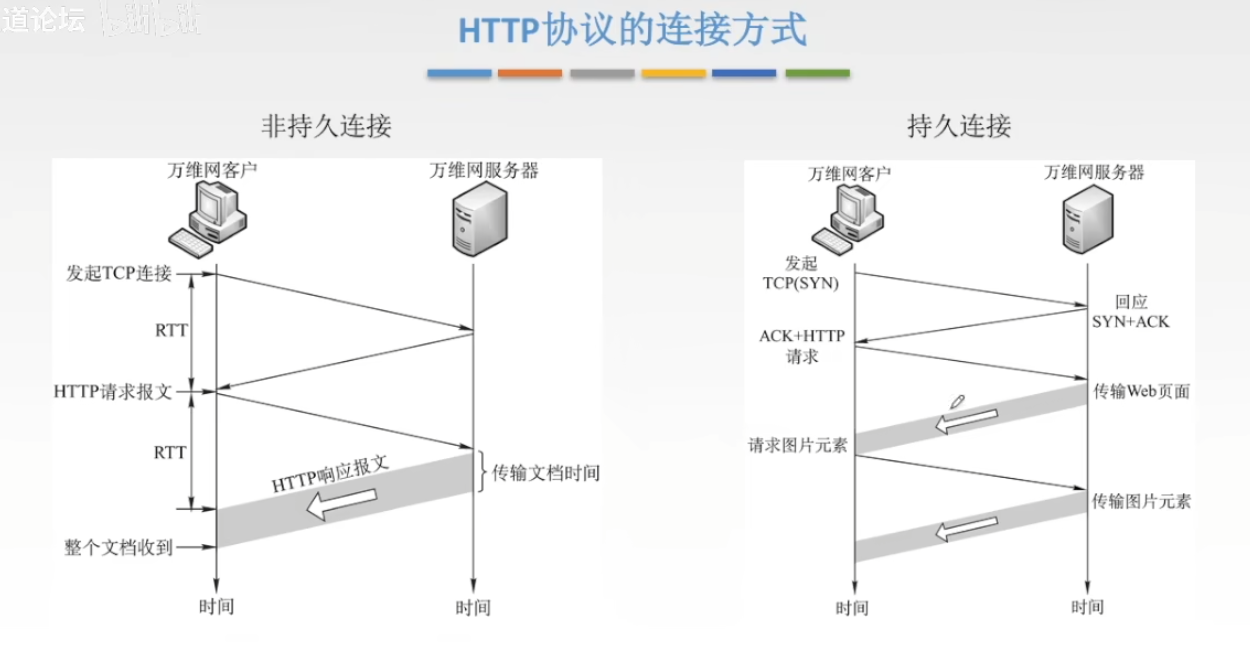 道论坛
HTTP协议的连接方式
非持久连接
万维网客户
万维网服务器
发起TCP连接
RTT
HTTP请求报文
RTT
HTTP响应报文
传输文档时间
整个文档收到
时间
时间
持久连接
万维网客户
万维网服务器
发起
TCP(SYN)
回应
SYN+ACK
ACK+HTTP
请求
传输Web页面
请求图片元素
传输图片元素
时间
时间